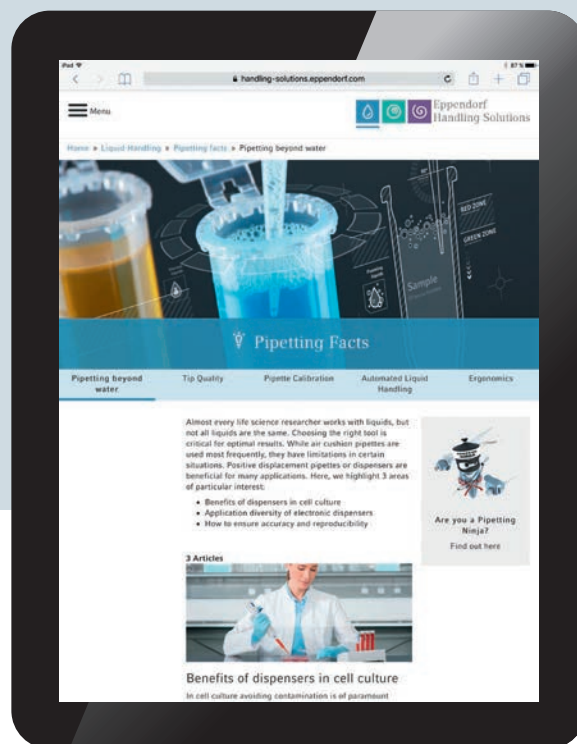 iPad
87 %
handling-solutions.eppendorf.com
Menu
Eppendorf
Handling Solutions
Home » Liquid Handling » Pipetting facts » Pipetting beyond water
RED ZONE
GREEN ZONE
Sample
Pipetting Facts
Pipetting beyond
water
Tip Quality
Pipette Calibration
Automated Liquid
Handling
Ergonomics
Almost every life science researcher works with liquids, but
not all liquids are the same. Choosing the right tool is
critical for optimal results. While air cushion pipettes are
used most frequently, they have limitations in certain
situations. Positive displacement pipettes or dispensers are
beneficial for many applications. Here, we highlight 3 areas
of particular interest:
• Benefits of dispensers in cell culture
• Application diversity of electronic dispensers
• How to ensure accuracy and reproducibility
Are you a Pipetting
Ninja?
Find out here
3 Articles
Benefits of dispensers in cell culture
In cell culture avoiding contamination is of paramount